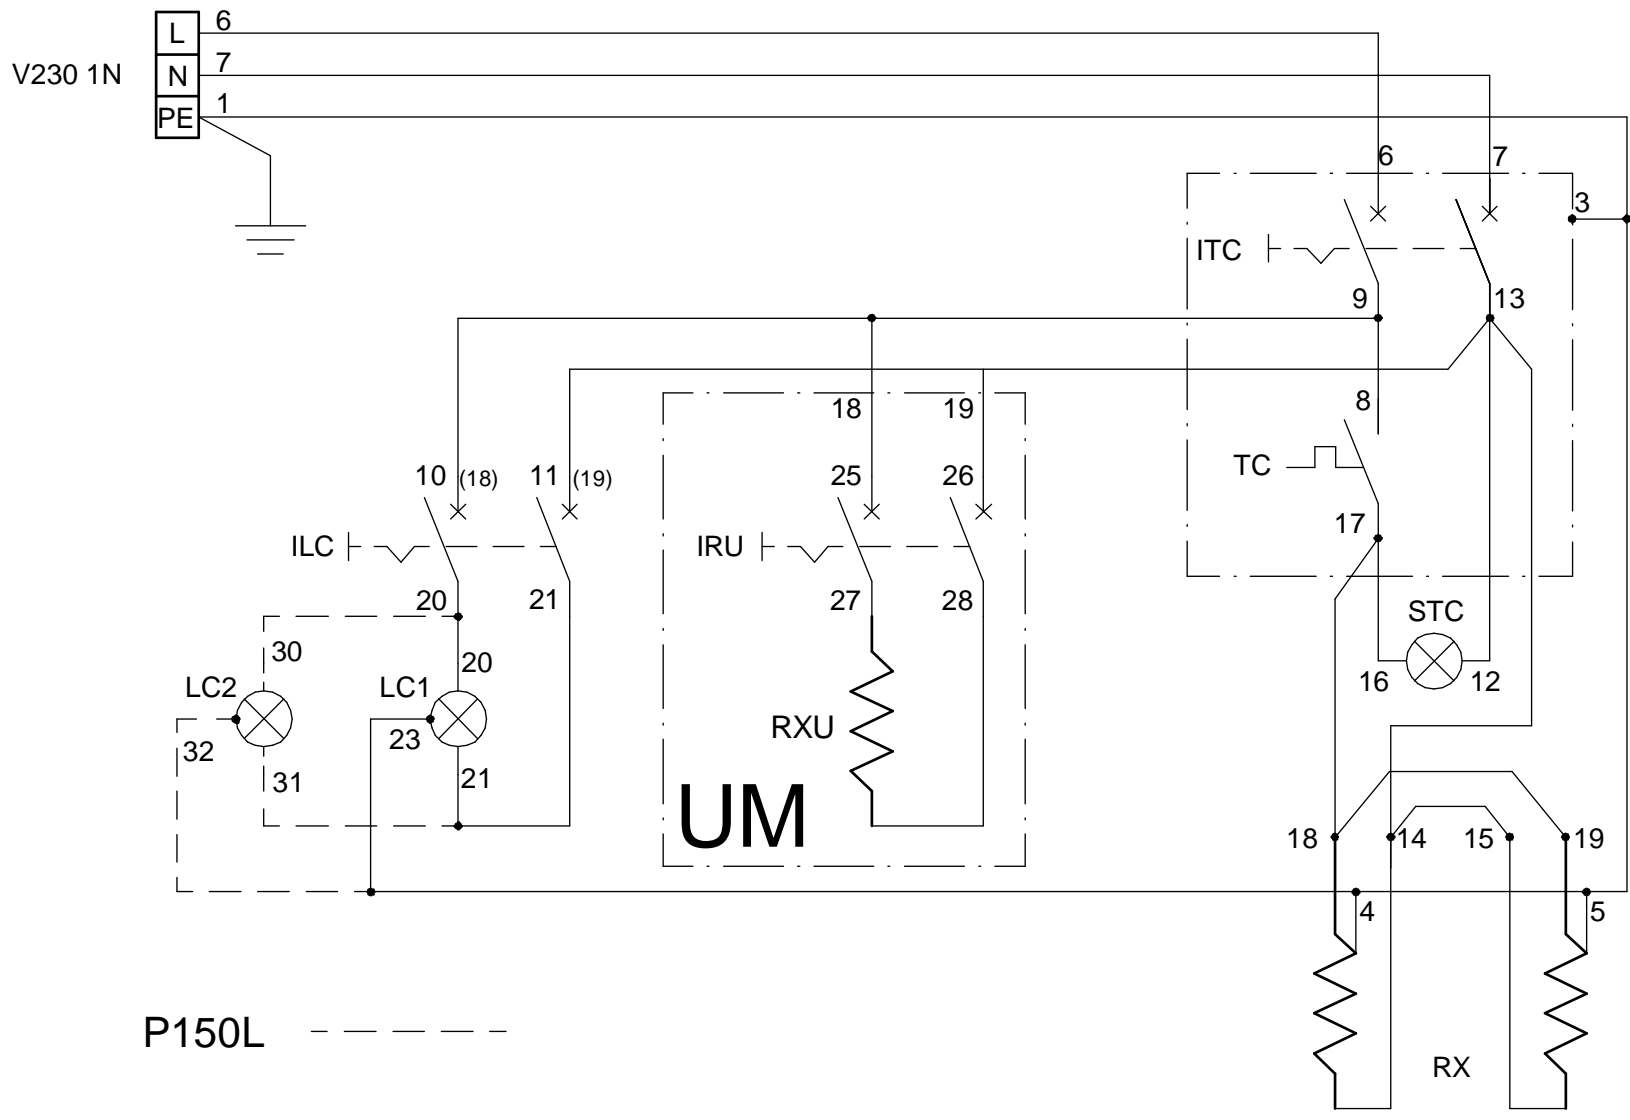 L 6
V230 1N N 7
PE 1
6 7
3
ITC
9 13
8
18 19
TC
10 (18) 11 (19) 25 26
17
ILC IRU
20 21 27 28
STC
30 20
LC2 LC1
16 12
32 23 RXU
31 21
UM
18 14 15 19
4 5
P150L
RX